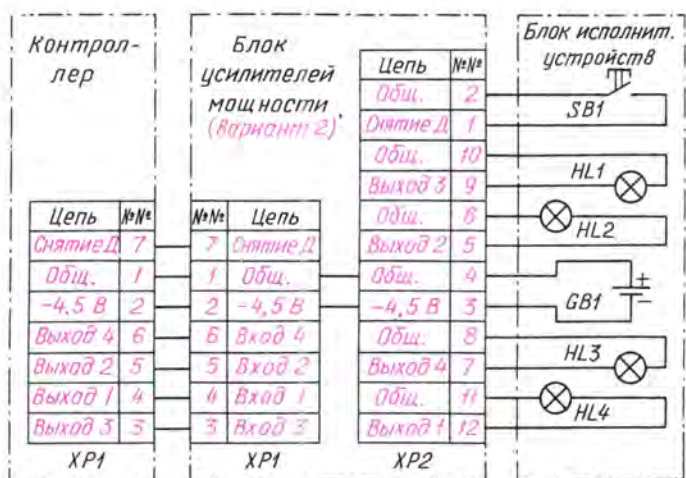 Контрол-
лер
Цепь №№
Снятие Д 7
Общ. 1
-4,5 В 2
Выход 4 6
Выход 2 5
Выход 1 4
Выход 3 3
XP1
Блок
усилителей
мощности
(вариант 2)
№№ Цепь
7 Снятие Д
1 Общ.
2 -4,5 В
6 Вход 4
5 Вход 2
4 Вход 1
3 Вход 3
XP1
Цепь №№
Общ. 2
Снятие Д 1
Общ. 10
Выход 3 9
Общ. 6
Выход 2 5
Общ. 4
-4,5 В 3
Общ. 8
Выход 4 7
Общ. 11
Выход 1 12
XP2
Блок исполнит.
устройств
SB1
HL1
HL2
+
GB1 −
HL3
HL4